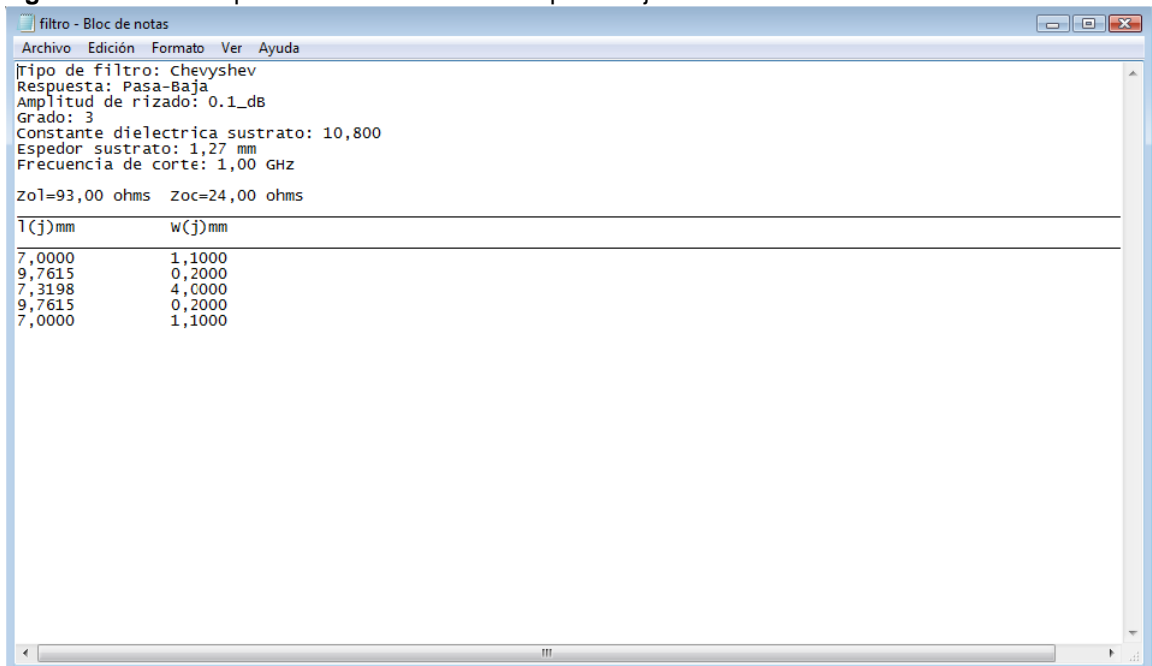 filtro - Bloc de notas
Archivo Edición Formato Ver Ayuda
Tipo de filtro: Chevyshev
Respuesta: Pasa-Baja
Amplitud de rizado: 0.1_dB
Grado: 3
Constante dielectrica sustrato: 10,800
Espedor sustrato: 1,27 mm
Frecuencia de corte: 1,00 GHz
Zol=93,00 ohms Zoc=24,00 ohms
l(j)mm W(j)mm
7,0000 1,1000
9,7615 0,2000
7,3198 4,0000
9,7615 0,2000
7,0000 1,1000